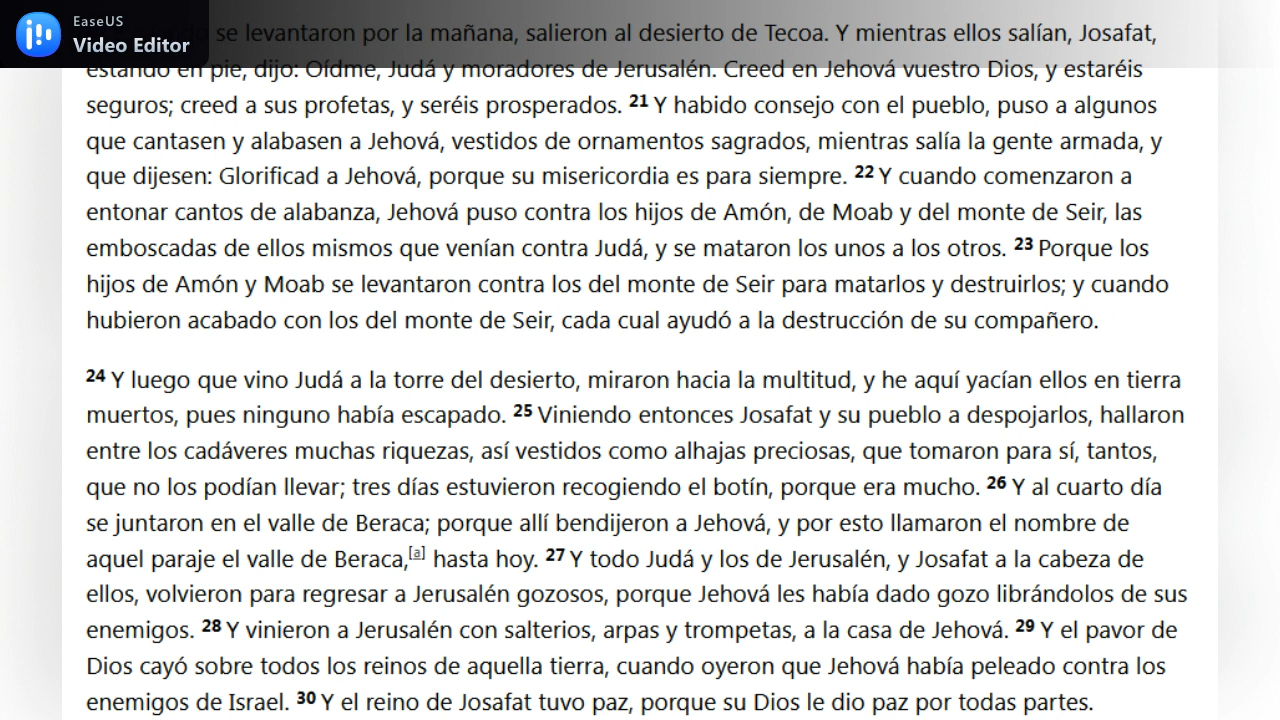 EaseUS
Video Editor
se levantaron por la mañana, salieron al desierto de Tecoa. Y mientras ellos salían, Josafat,
estando en pie, dijo: Oídme, Judá y moradores de Jerusalén. Creed en Jehová vuestro Dios, y estaréis
seguros; creed a sus profetas, y seréis prosperados. 21 Y habido consejo con el pueblo, puso a algunos
que cantasen y alabasen a Jehová, vestidos de ornamentos sagrados, mientras salía la gente armada, y
que dijesen: Glorificad a Jehová, porque su misericordia es para siempre. 22 Y cuando comenzaron a
entonar cantos de alabanza, Jehová puso contra los hijos de Amón, de Moab y del monte de Seir, las
emboscadas de ellos mismos que venían contra Judá, y se mataron los unos a los otros. 23 Porque los
hijos de Amón y Moab se levantaron contra los del monte de Seir para matarlos y destruirlos; y cuando
hubieron acabado con los del monte de Seir, cada cual ayudó a la destrucción de su compañero.
24 Y luego que vino Judá a la torre del desierto, miraron hacia la multitud, y he aquí yacían ellos en tierra
muertos, pues ninguno había escapado. 25 Viniendo entonces Josafat y su pueblo a despojarlos, hallaron
entre los cadáveres muchas riquezas, así vestidos como alhajas preciosas, que tomaron para sí, tantos,
que no los podían llevar; tres días estuvieron recogiendo el botín, porque era mucho. 26 Y al cuarto día
se juntaron en el valle de Beraca; porque allí bendijeron a Jehová, y por esto llamaron el nombre de
aquel paraje el valle de Beraca,[a] hasta hoy. 27 Y todo Judá y los de Jerusalén, y Josafat a la cabeza de
ellos, volvieron para regresar a Jerusalén gozosos, porque Jehová les había dado gozo librándolos de sus
enemigos. 28 Y vinieron a Jerusalén con salterios, arpas y trompetas, a la casa de Jehová. 29 Y el pavor de
Dios cayó sobre todos los reinos de aquella tierra, cuando oyeron que Jehová había peleado contra los
enemigos de Israel. 30 Y el reino de Josafat tuvo paz, porque su Dios le dio paz por todas partes.